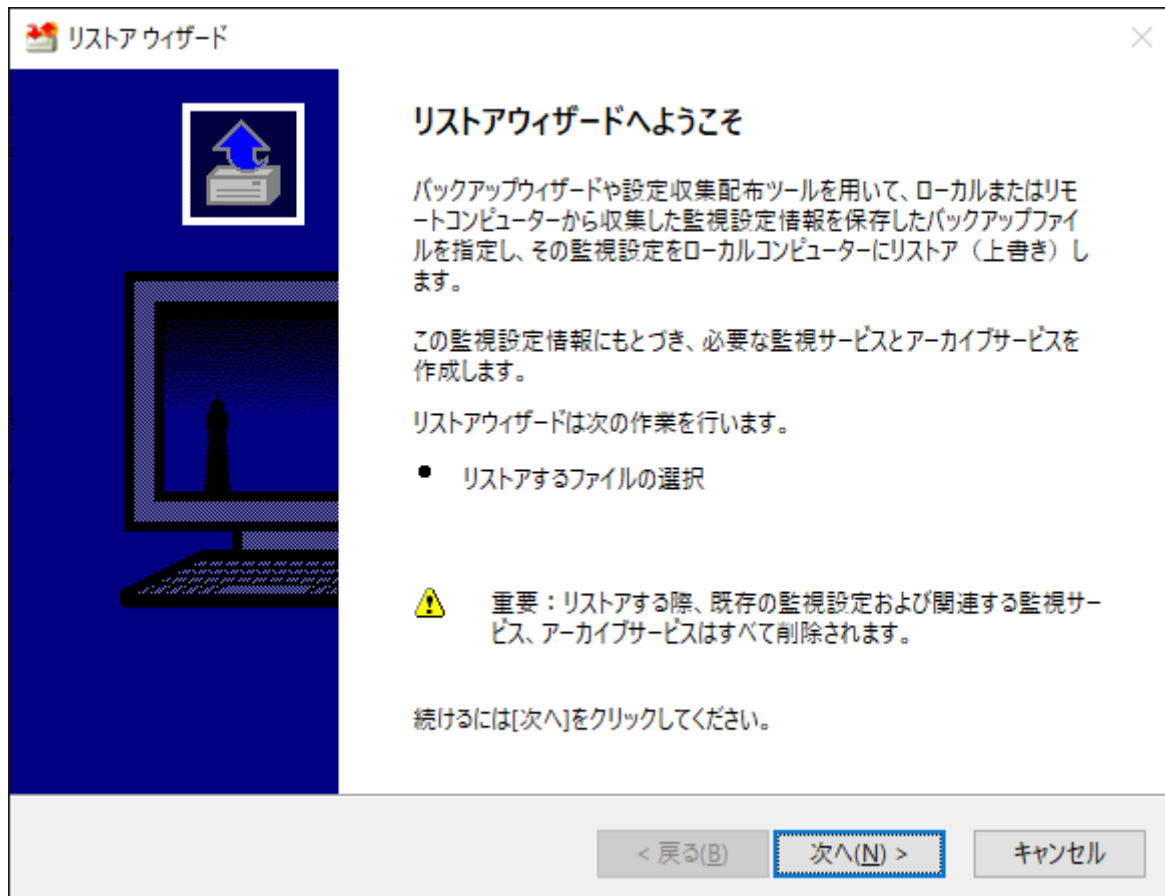 リストア ウィザード
リストアウィザードへようこそ
バックアップウィザードや設定収集配布ツールを用いて、ローカルまたはリモ
ートコンピューターから収集した監視設定情報を保存したバックアップファイ
ルを指定し、その監視設定をローカルコンピューターにリストア（上書き）し
ます。
この監視設定情報にもとづき、必要な監視サービスとアーカイブサービスを
作成します。
リストアウィザードは次の作業を行います。
● リストアするファイルの選択
重要：リストアする際、既存の監視設定および関連する監視サー
ビス、アーカイブサービスはすべて削除されます。
続けるには[次へ]をクリックしてください。
< 戻る(B) 次へ(N) > キャンセル